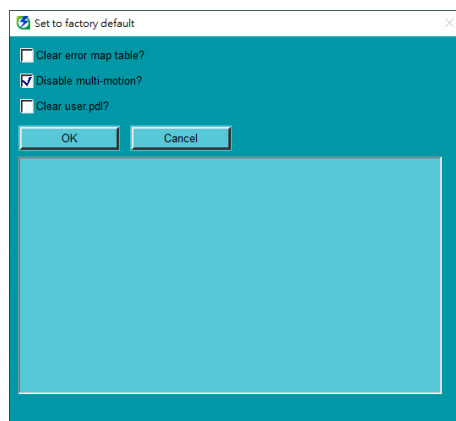 Set to factory default
Clear error map table?
Disable multi-motion?
Clear user.pdl?
OK Cancel